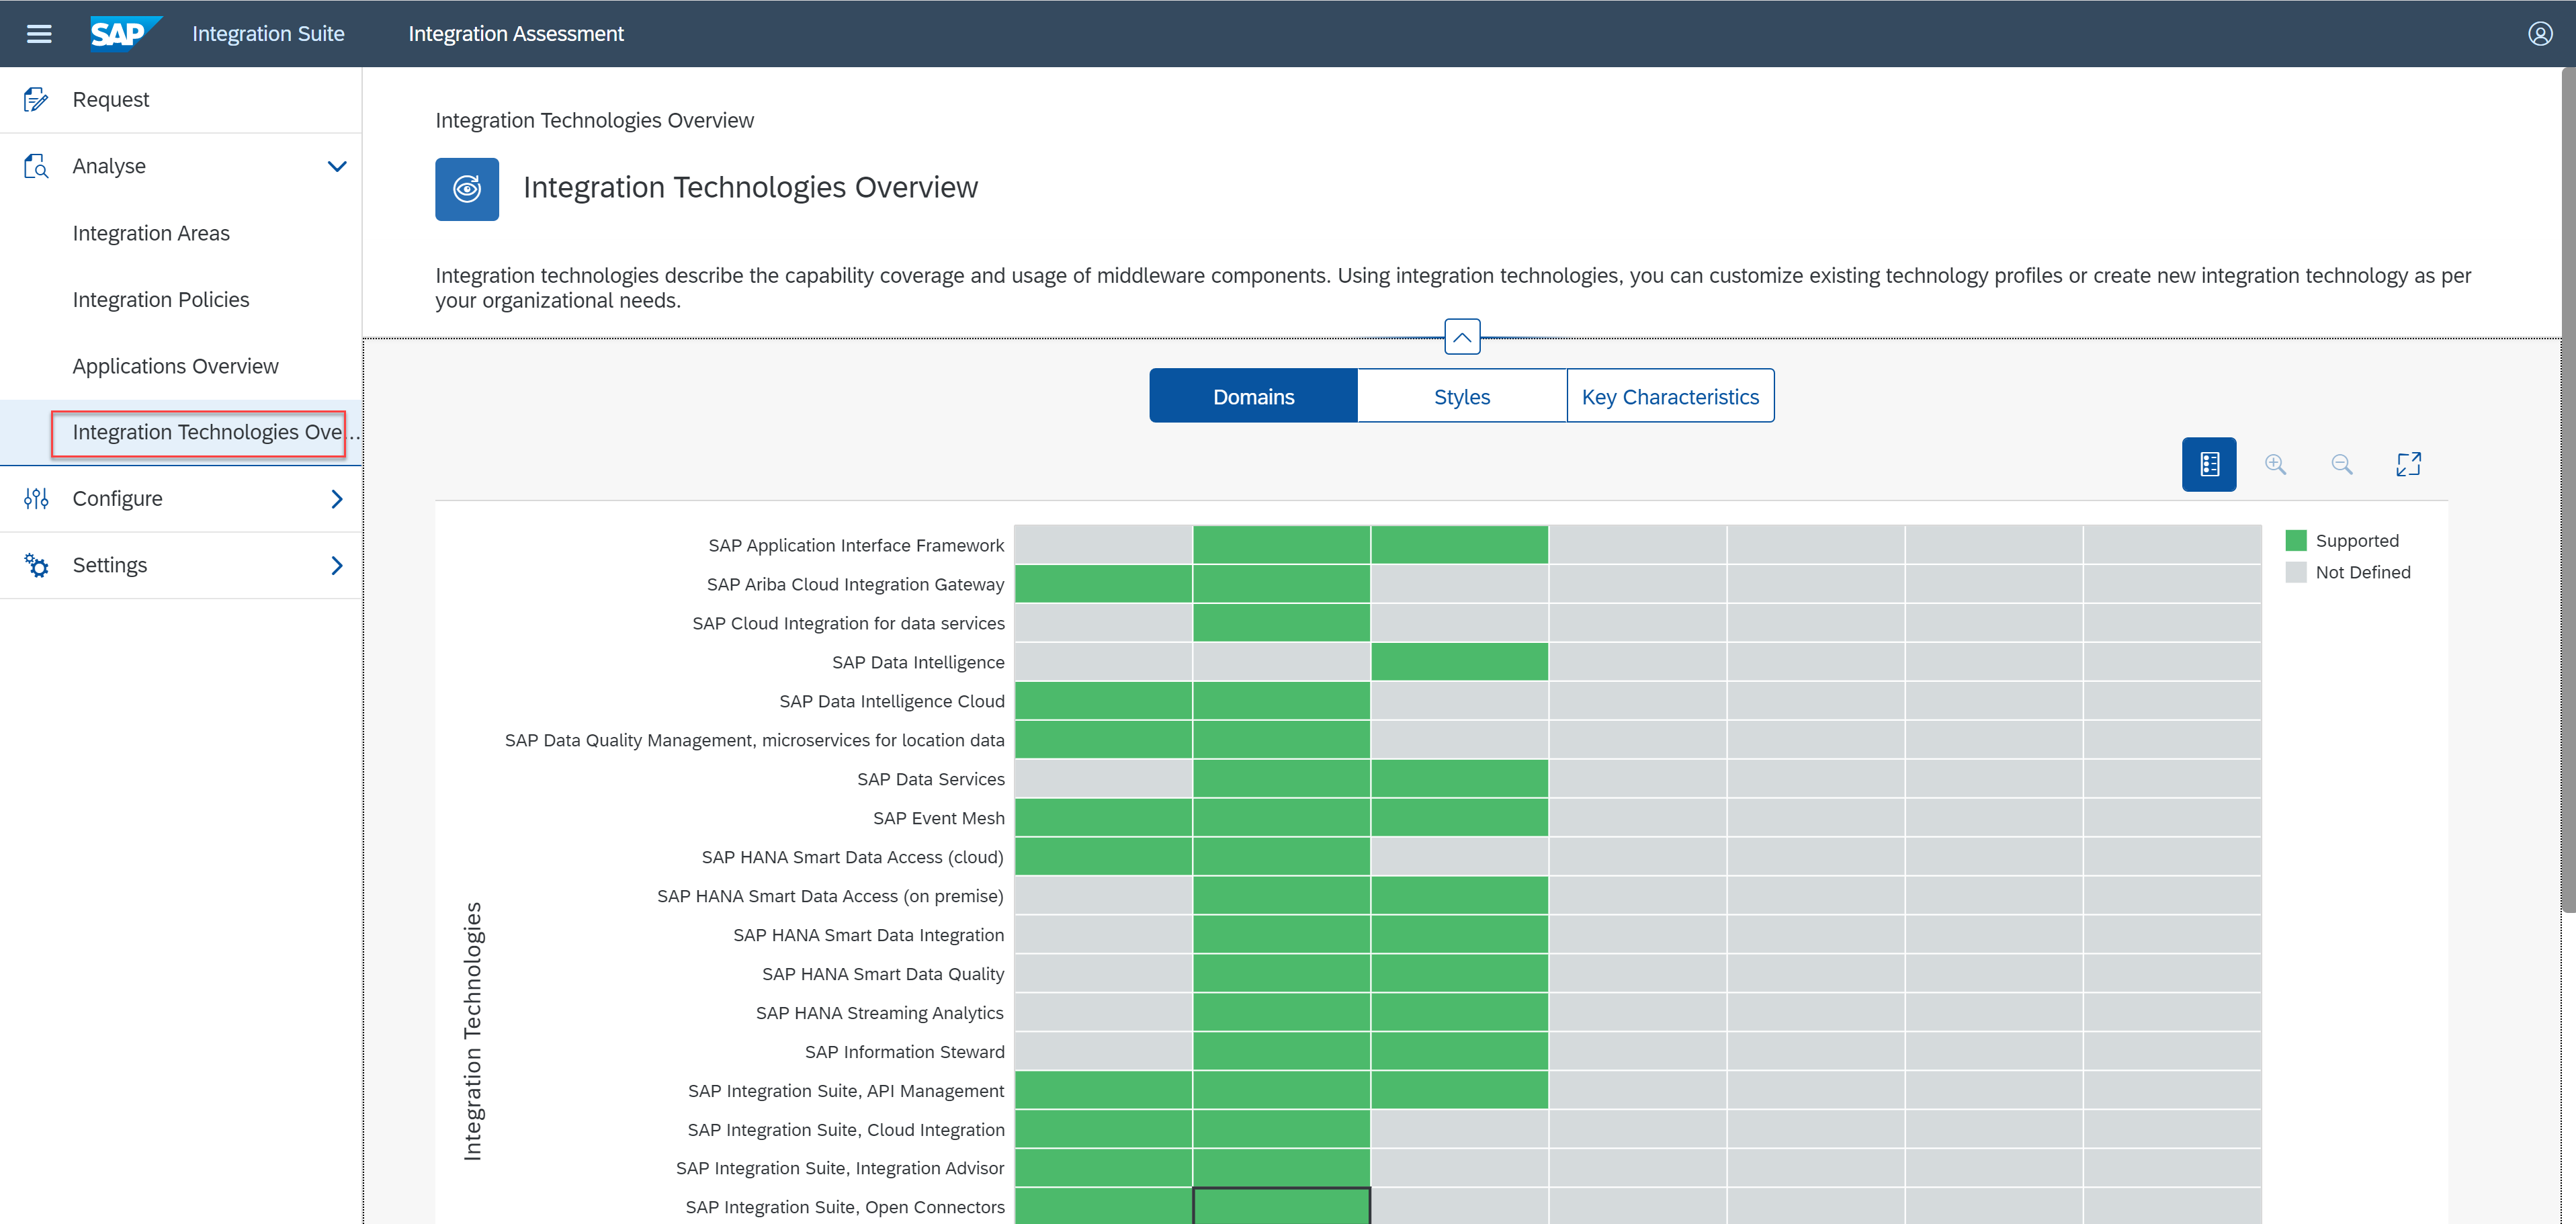 SAP Integration Suite Integration Assessment
Request
Analyse
Integration Areas
Integration Policies
Applications Overview
Integration Technologies Ove...
Configure
Settings
Integration Technologies Overview
Integration Technologies Overview
Integration technologies describe the capability coverage and usage of middleware components. Using integration technologies, you can customize existing technology profiles or create new integration technology as per
your organizational needs.
Domains Styles Key Characteristics
Integration Technologies
SAP Application Interface Framework
SAP Ariba Cloud Integration Gateway
SAP Cloud Integration for data services
SAP Data Intelligence
SAP Data Intelligence Cloud
SAP Data Quality Management, microservices for location data
SAP Data Services
SAP Event Mesh
SAP HANA Smart Data Access (cloud)
SAP HANA Smart Data Access (on premise)
SAP HANA Smart Data Integration
SAP HANA Smart Data Quality
SAP HANA Streaming Analytics
SAP Information Steward
SAP Integration Suite, API Management
SAP Integration Suite, Cloud Integration
SAP Integration Suite, Integration Advisor
SAP Integration Suite, Open Connectors
Supported
Not Defined